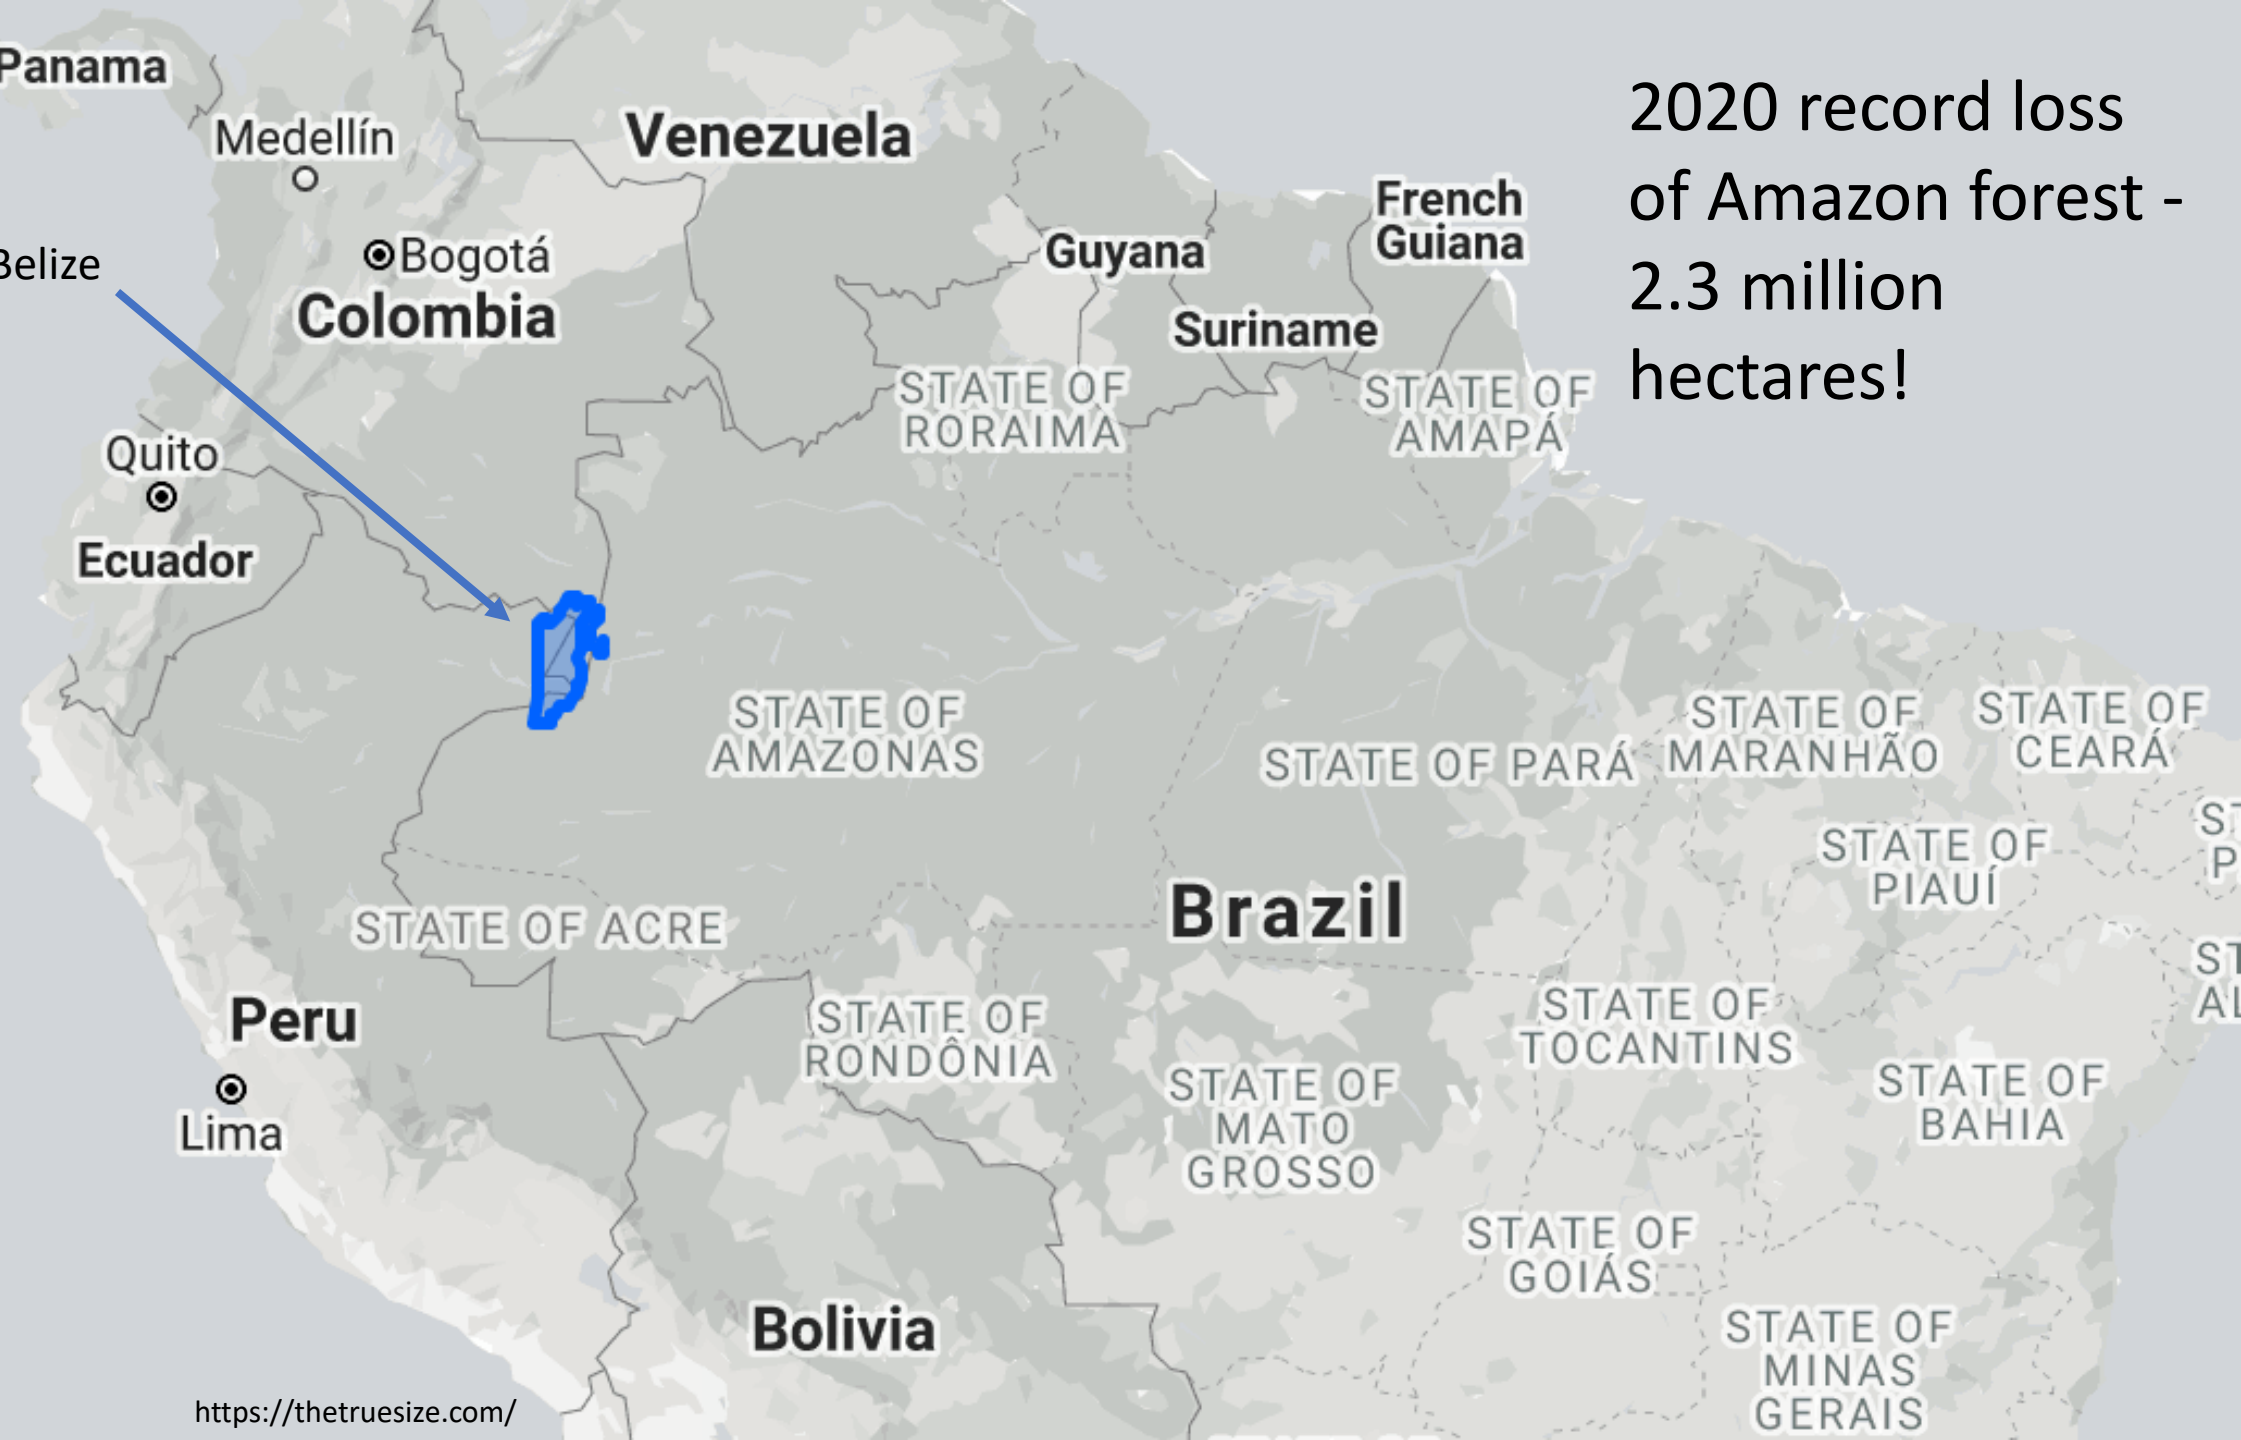 Panama
Medellín
Venezuela
2020 record loss
of Amazon forest -
2.3 million
hectares!
French
Guiana
Guyana
Belize
Bogotá
Colombia
Suriname
STATE OF
RORAIMA
STATE OF
AMAPÁ
Quito
Ecuador
STATE OF
AMAZONAS
STATE OF PARÁ
STATE OF
MARANHÃO
STATE OF
CEARÁ
STATE OF
PIAUÍ
ST
P
Brazil
STATE OF ACRE
ST
AL
Peru
Lima
STATE OF
RONDÔNIA
STATE OF
MATO
GROSSO
STATE OF
TOCANTINS
STATE OF
BAHIA
STATE OF
GOIÁS
Bolivia
STATE OF
MINAS
GERAIS
https://thetruesize.com/